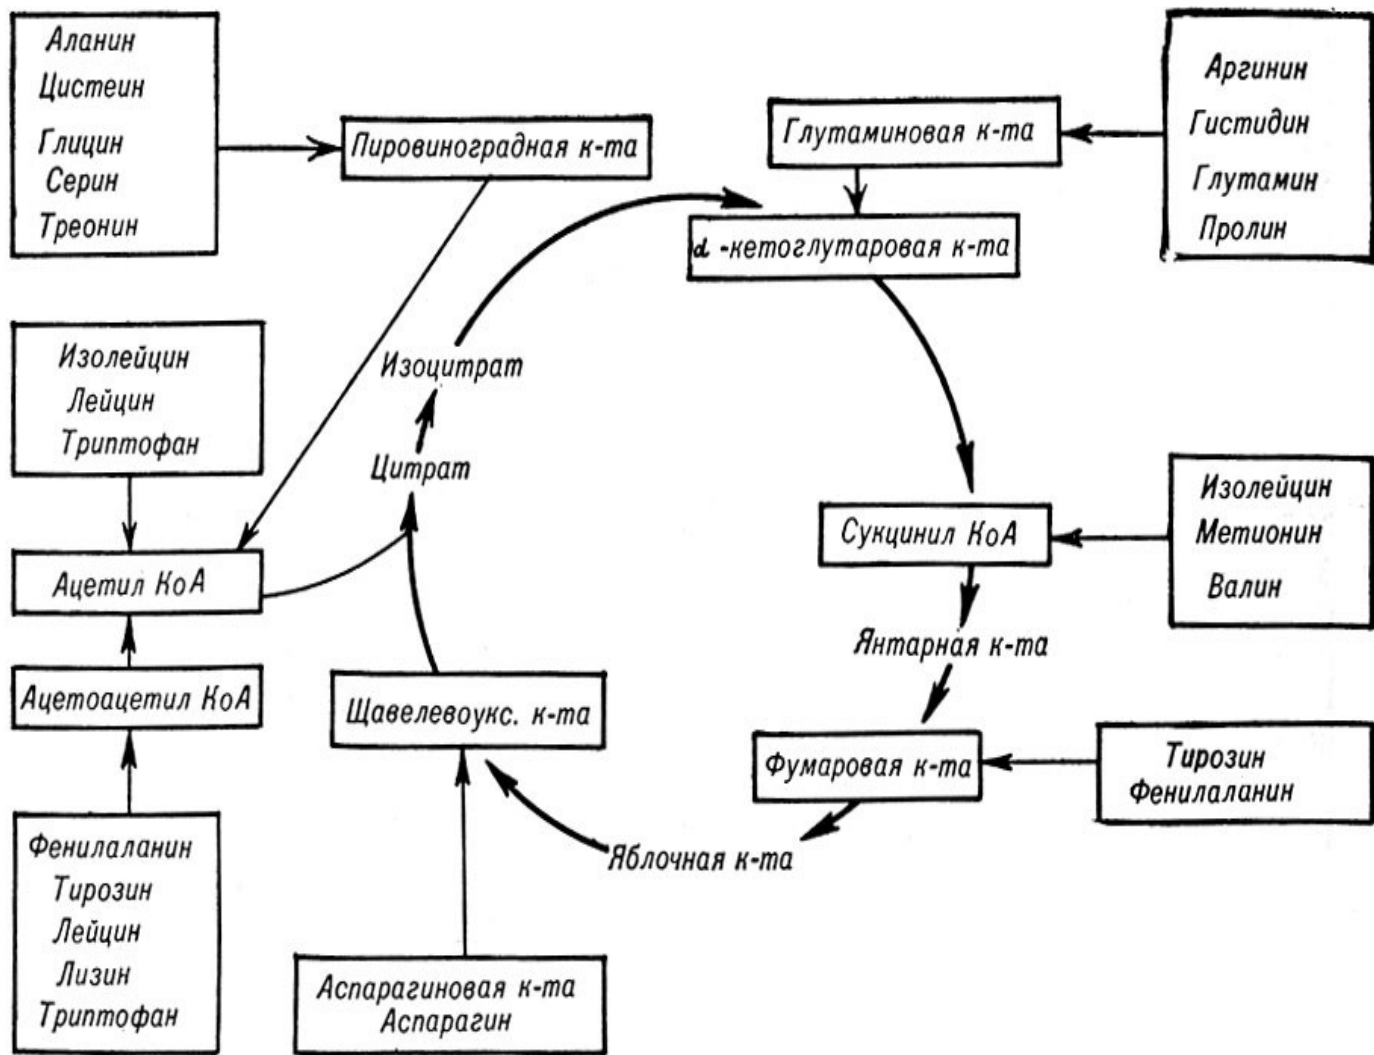 Аланин
Цистеин
Глицин
Серин
Треонин
Пировиноградная к-та
Глутаминовая к-та
Аргинин
Гистидин
Глутамин
Пролин
α -кетоглутаровая к-та
Изолейцин
Лейцин
Триптофан
Изоцитрат
Цитрат
Ацетил КоА
Сукцинил КоА
Изолейцин
Метионин
Валин
Янтарная к-та
Ацетоацетил КоА
Щавелевоукс. к-та
Фумаровая к-та
Тирозин
Фенилаланин
Яблочная к-та
Фенилаланин
Тирозин
Лейцин
Лизин
Триптофан
Аспарагиновая к-та
Аспарагин